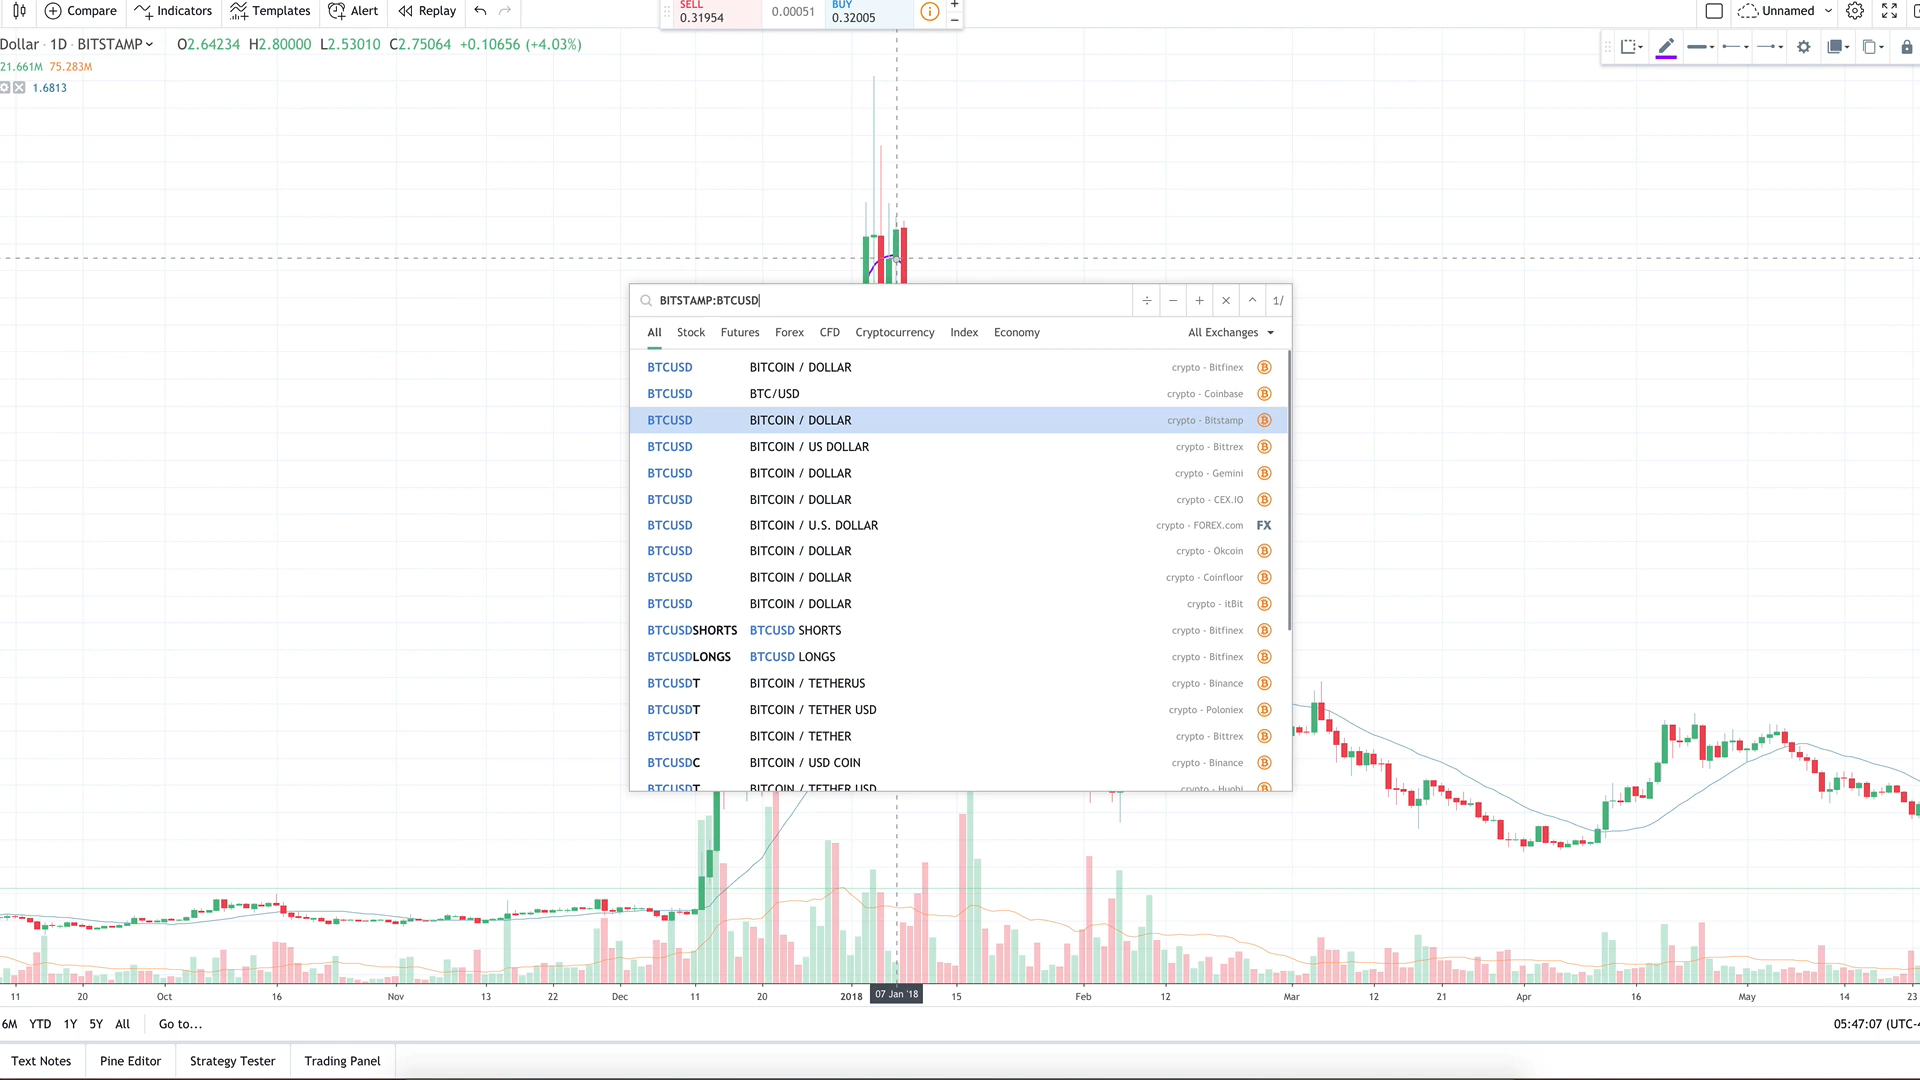 Compare Indicators Templates Alert Replay
SELL
0.31954
0.00051
BUY
0.32005
Unnamed
Dollar · 1D · BITSTAMP
O2.64234 H2.80000 L2.53010 C2.75064 +0.10656 (+4.03%)
21.661M 75.283M
1.6813
BITSTAMP:BTCUSD ÷ − + × ^ 1/
All Stock Futures Forex CFD Cryptocurrency Index Economy All Exchanges
BTCUSD BITCOIN / DOLLAR crypto - Bitfinex
BTCUSD BTC/USD crypto - Coinbase
BTCUSD BITCOIN / DOLLAR crypto - Bitstamp
BTCUSD BITCOIN / US DOLLAR crypto - Bittrex
BTCUSD BITCOIN / DOLLAR crypto - Gemini
BTCUSD BITCOIN / DOLLAR crypto - CEX.IO
BTCUSD BITCOIN / U.S. DOLLAR crypto - FOREX.com FX
BTCUSD BITCOIN / DOLLAR crypto - Okcoin
BTCUSD BITCOIN / DOLLAR crypto - Coinfloor
BTCUSD BITCOIN / DOLLAR crypto - itBit
BTCUSDSHORTS BTCUSD SHORTS crypto - Bitfinex
BTCUSDLONGS BTCUSD LONGS crypto - Bitfinex
BTCUSDT BITCOIN / TETHERUS crypto - Binance
BTCUSDT BITCOIN / TETHER USD crypto - Poloniex
BTCUSDT BITCOIN / TETHER crypto - Bittrex
BTCUSDC BITCOIN / USD COIN crypto - Binance
BTCUSDT BITCOIN / TETHER USD crypto - Huobi
11 20 Oct 16 Nov 13 22 Dec 11 20 2018 07 Jan '18 15 Feb 12 Mar 12 21 Apr 16 May 14 23
6M YTD 1Y 5Y All Go to... 05:47:07 (UTC-4
Text Notes Pine Editor Strategy Tester Trading Panel